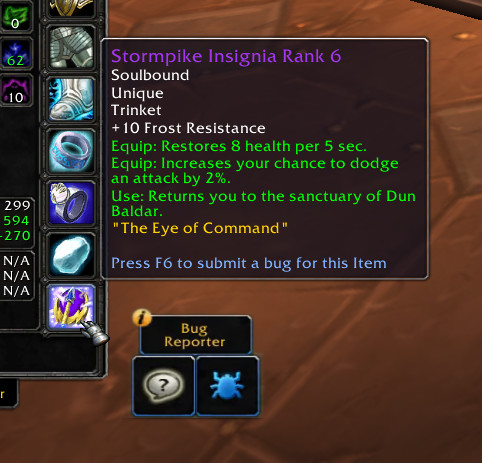 0
62
10
Stormpike Insignia Rank 6
Soulbound
Unique
Trinket
+10 Frost Resistance
Equip: Restores 8 health per 5 sec.
Equip: Increases your chance to dodge
an attack by 2%.
Use: Returns you to the sanctuary of Dun
Baldar.
"The Eye of Command"
Press F6 to submit a bug for this Item
299
594
-270
N/A
N/A
N/A
i
Bug
Reporter
?
r